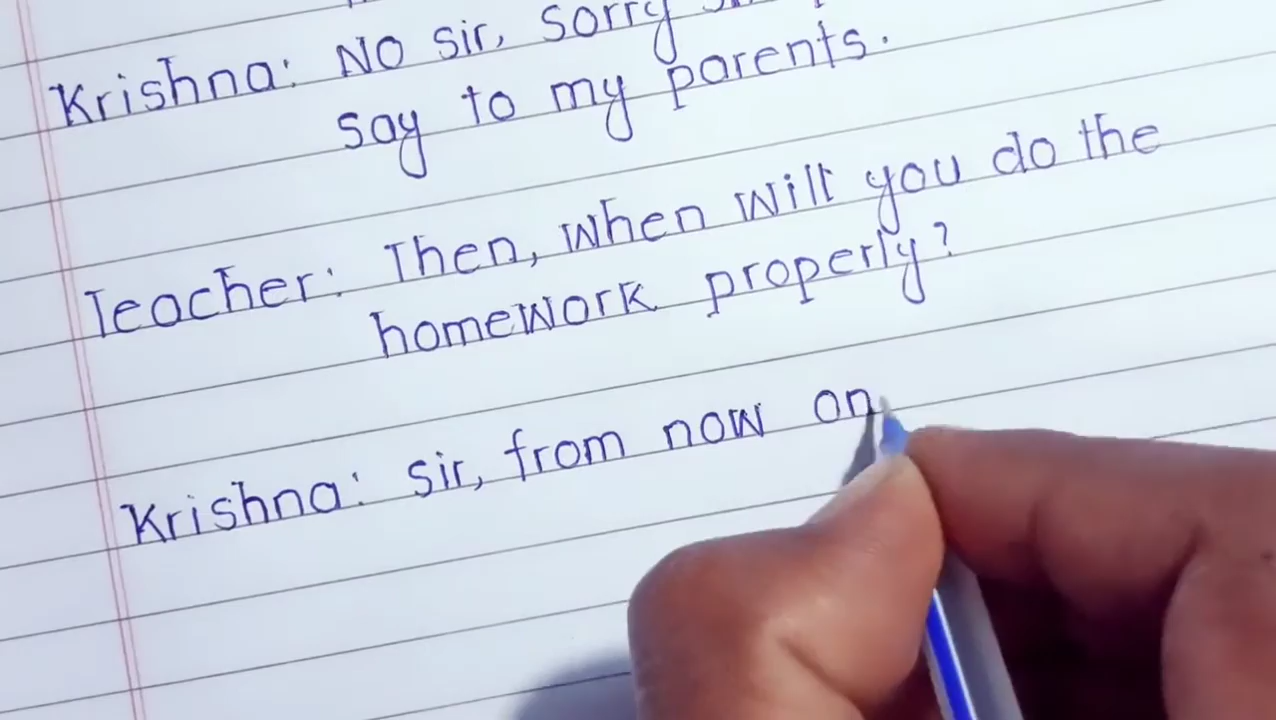 Krishna: No sir, sorry
say to my parents.
Teacher: Then, when will you do the
homework properly?
Krishna: Sir, from now on